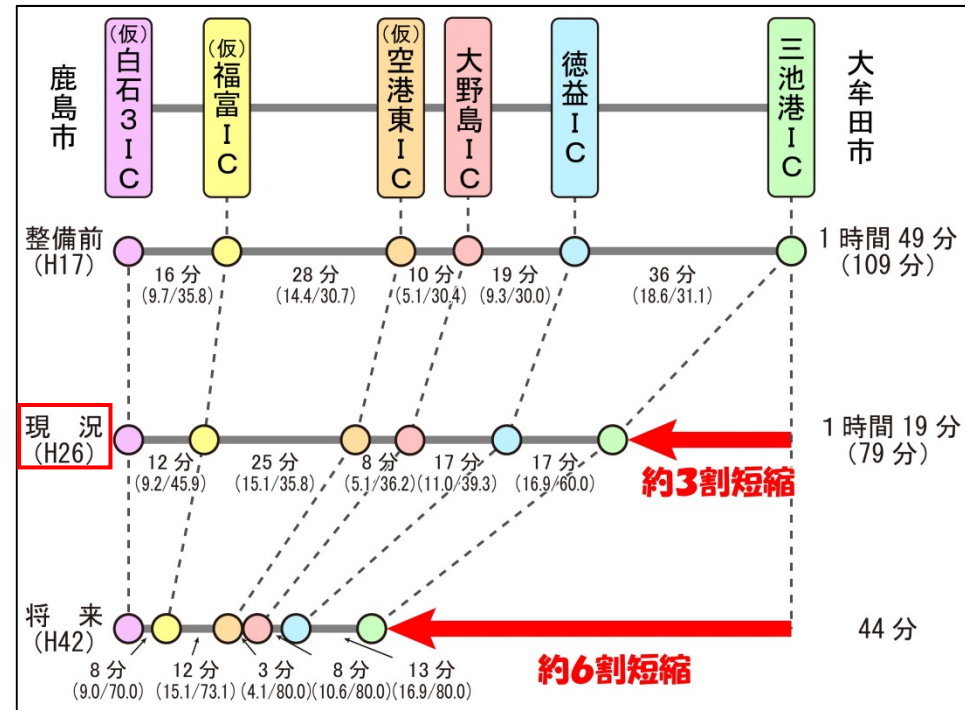 鹿島市
(仮)白石3IC
(仮)福富IC
(仮)空港東IC
大野島IC
徳益IC
三池港IC
大牟田市
整備前
(H17)
16分
(9.7/35.8)
28分
(14.4/30.7)
10分
(5.1/30.4)
19分
(9.3/30.0)
36分
(18.6/31.1)
1時間49分
(109分)
現況
(H26)
12分
(9.2/45.9)
25分
(15.1/35.8)
8分
(5.1/36.2)
17分
(11.0/39.3)
17分
(16.9/60.0)
約3割短縮
1時間19分
(79分)
将来
(H42)
8分
(9.0/70.0)
12分
(15.1/73.1)
3分
(4.1/80.0)
8分
(10.6/80.0)
13分
(16.9/80.0)
約6割短縮
44分